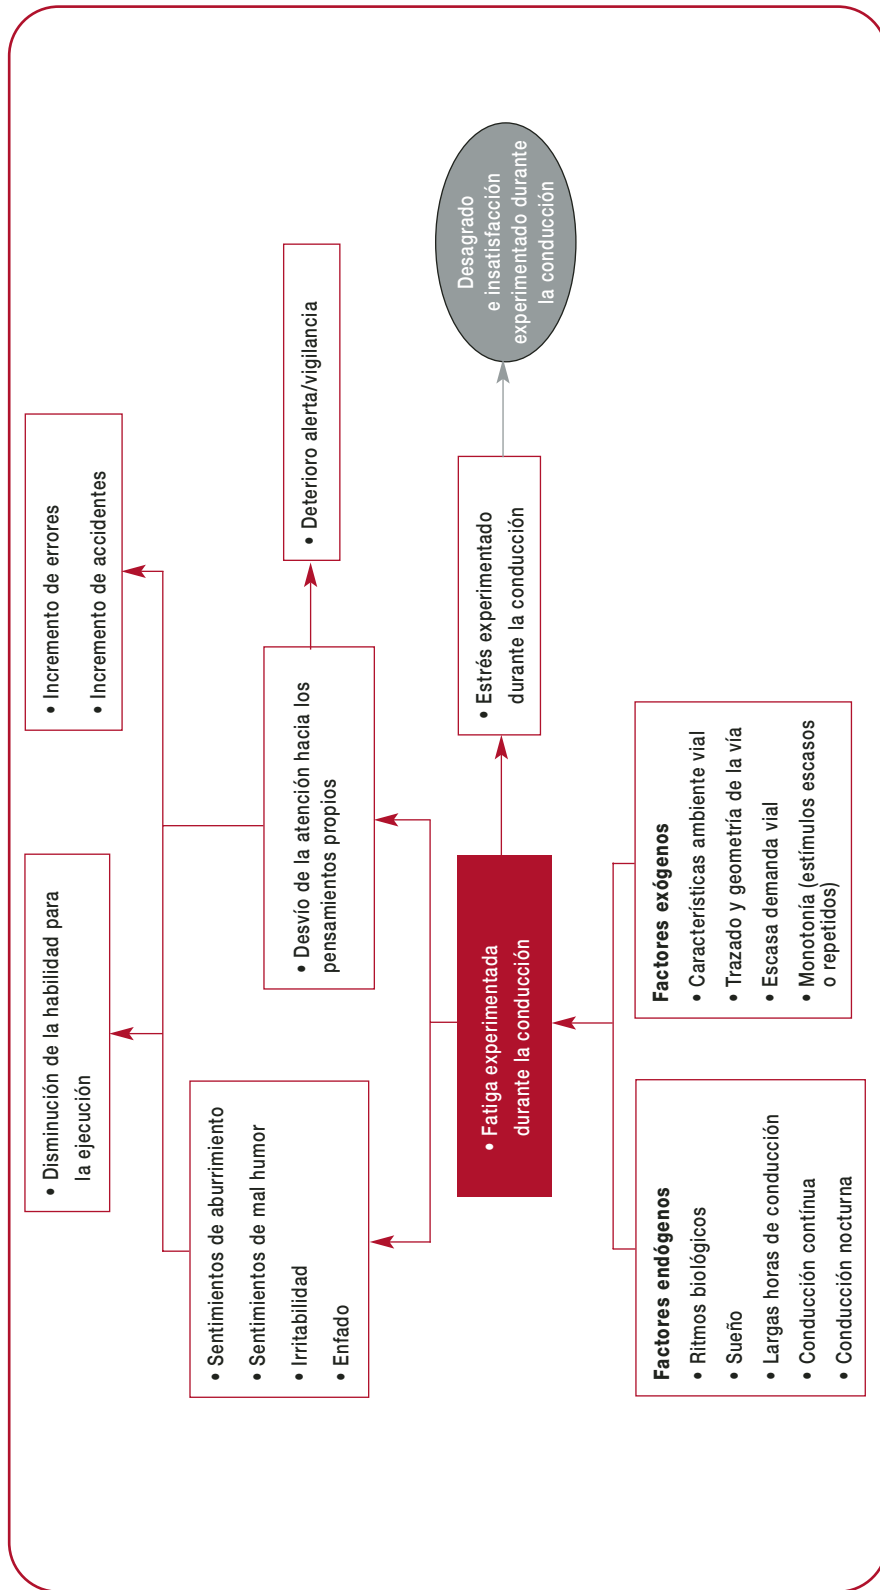 • Disminución de la habilidad para
la ejecución
• Incremento de errores
• Incremento de accidentes
• Sentimientos de aburrimiento
• Sentimientos de mal humor
• Irritabilidad
• Enfado
• Desvío de la atención hacia los
pensamientos propios
• Deterioro alerta/vigilancia
• Fatiga experimentada
durante la conducción
• Estrés experimentado
durante la conducción
Desagrado
e insatisfacción
experimentado durante
la conducción
Factores endógenos
• Ritmos biológicos
• Sueño
• Largas horas de conducción
• Conducción contínua
• Conducción nocturna
Factores exógenos
• Características ambiente vial
• Trazado y geometría de la vía
• Escasa demanda vial
• Monotonía (estímulos escasos
o repetidos)